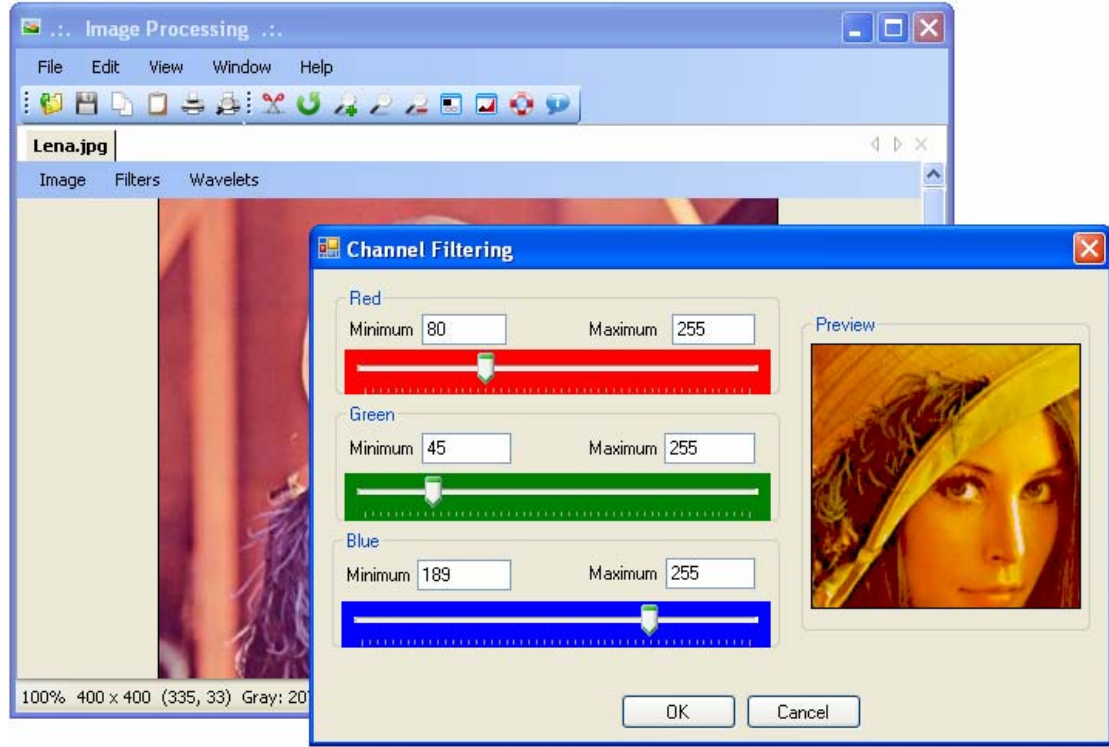 .:. Image Processing .:.
File Edit View Window Help
Lena.jpg
Image Filters Wavelets
Channel Filtering
Red
Minimum 80 Maximum 255
Preview
Green
Minimum 45 Maximum 255
Blue
Minimum 189 Maximum 255
100% 400 x 400 (335, 33) Gray:
OK Cancel